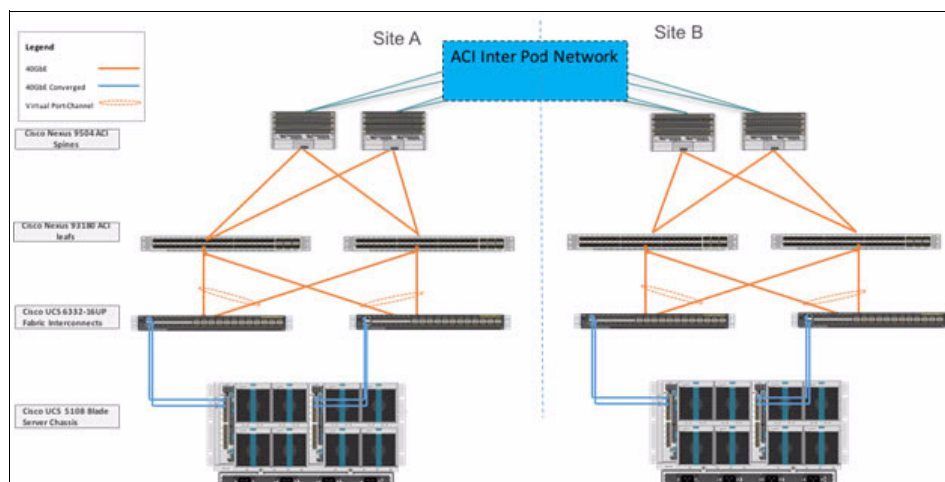 Site A
Site B
ACI Inter Pod Network
Legend
40GbE
40GbE Converged
Virtual Port-Channel
Cisco Nexus 9504 ACI
Spines
Cisco Nexus 93180 ACI
leafs
Cisco UCS 6332-16UP
Fabric Interconnects
Cisco UCS 5108 Blade
Server Chassis